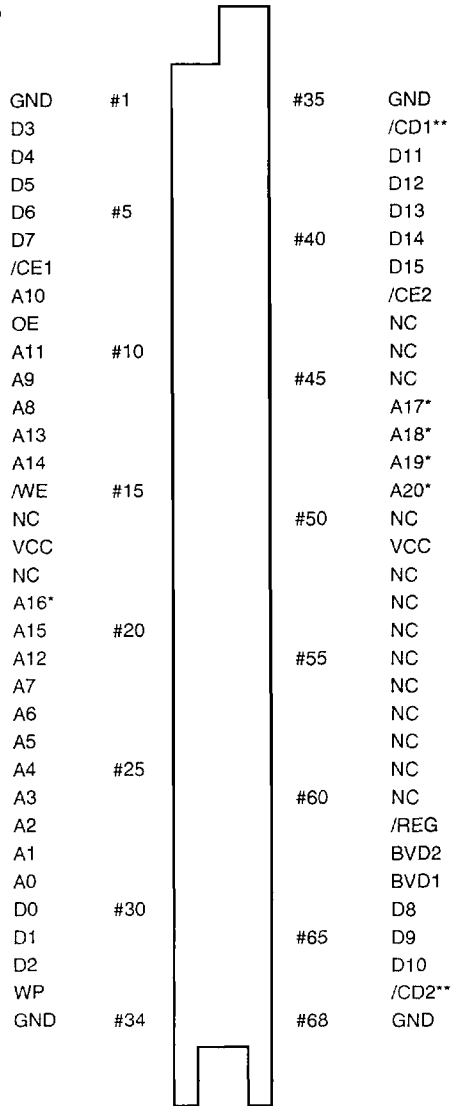 GND #1 #35 GND
D3 /CD1**
D4 D11
D5 D12
D6 #5 D13
D7 #40 D14
/CE1 D15
A10 /CE2
OE NC
A11 #10 NC
A9 #45 NC
A8 A17*
A13 A18*
A14 A19*
/WE #15 A20*
NC #50 NC
VCC VCC
NC NC
A16* NC
A15 #20 NC
A12 #55 NC
A7 NC
A6 NC
A5 NC
A4 #25 NC
A3 #60 NC
A2 /REG
A1 BVD2
A0 BVD1
D0 #30 D8
D1 #65 D9
D2 D10
WP /CD2**
GND #34 #68 GND